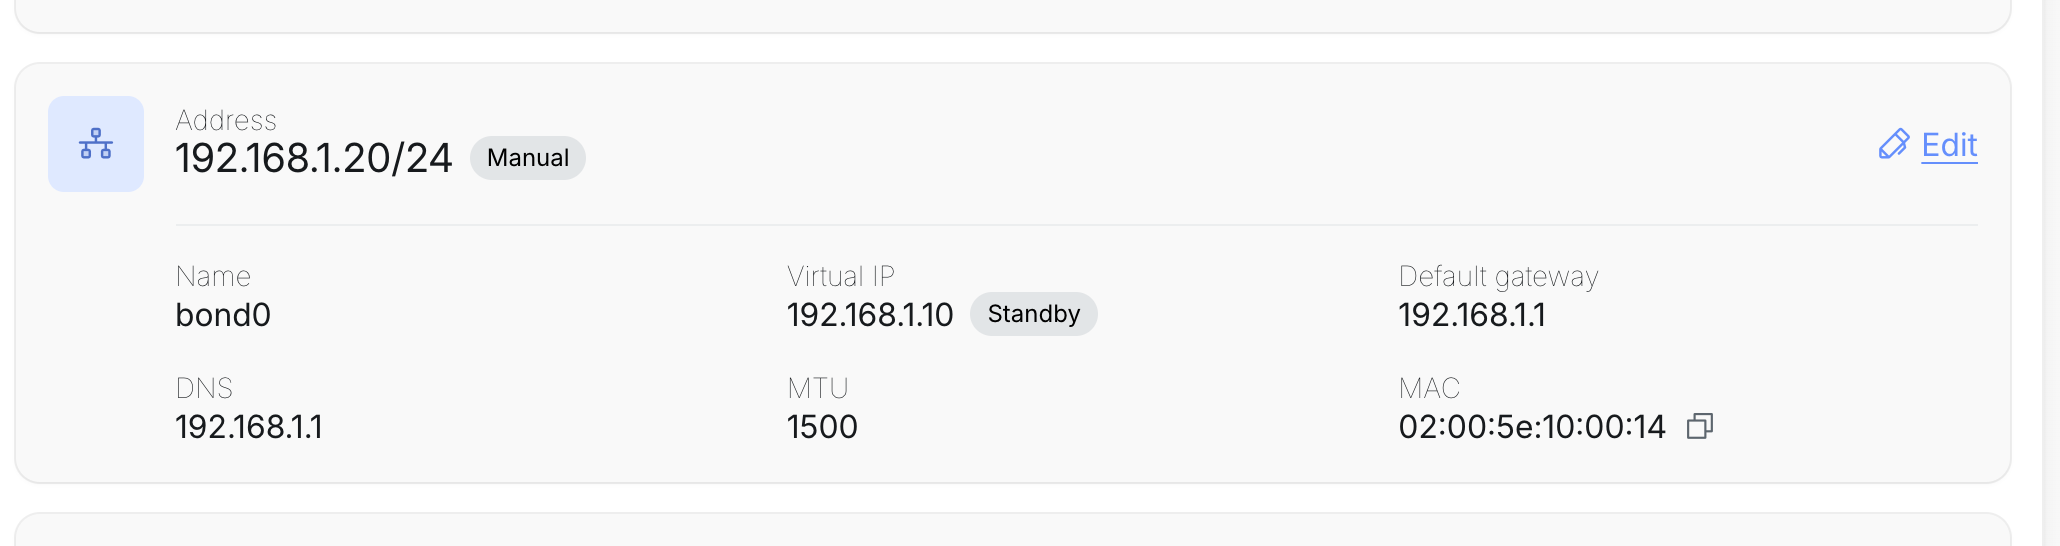 Address
192.168.1.20/24 Manual
Edit
Name
bond0
Virtual IP
192.168.1.10 Standby
Default gateway
192.168.1.1
DNS
192.168.1.1
MTU
1500
MAC
02:00:5e:10:00:14